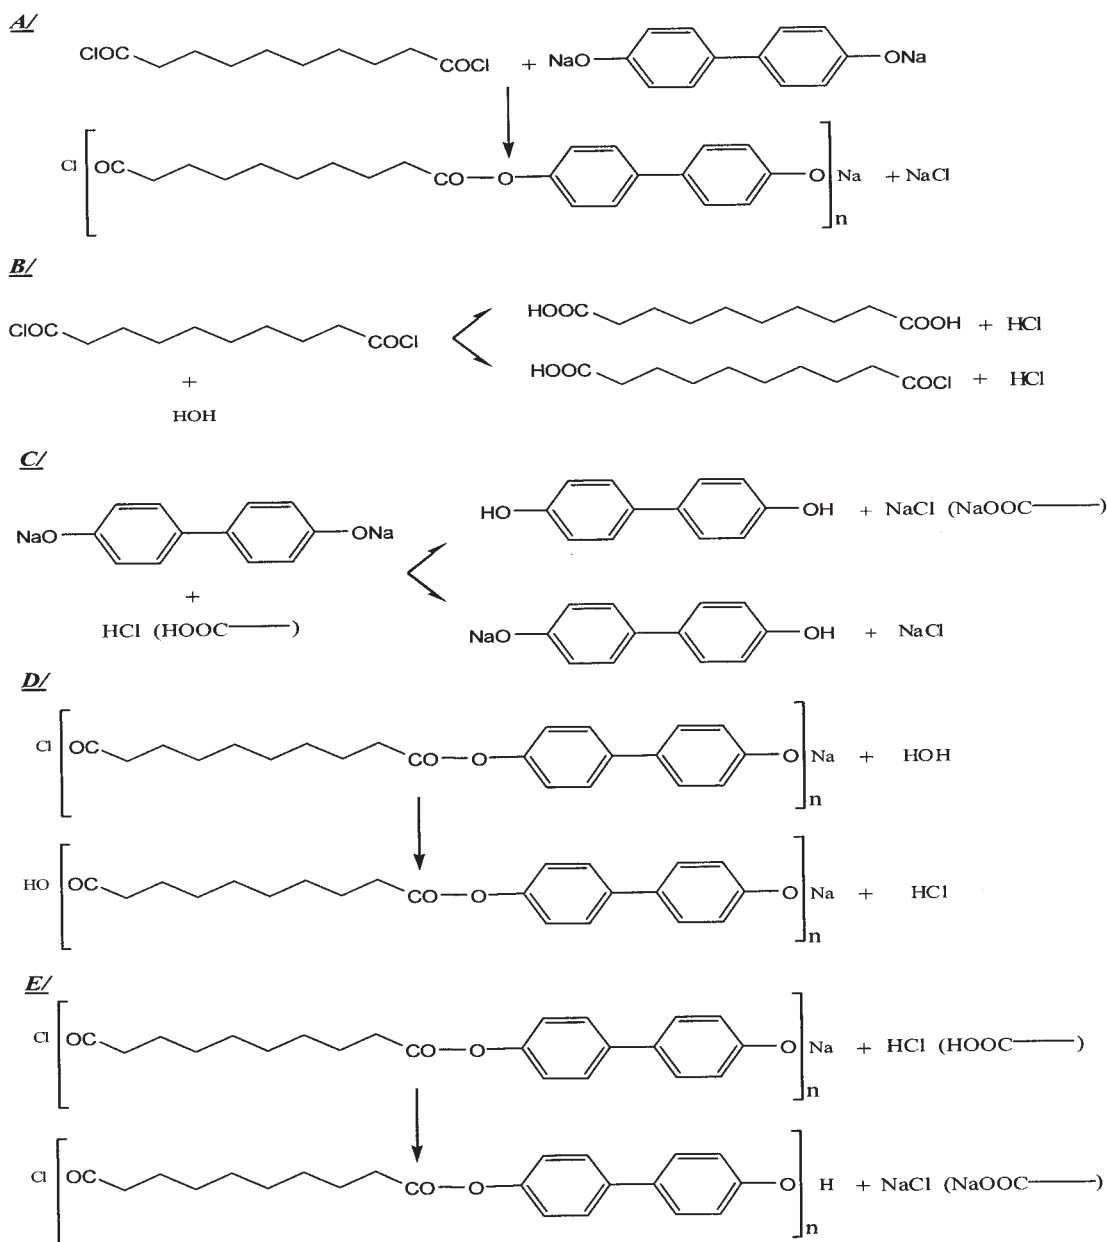 A/
ClOC COCl + NaO ONa
Cl [ OC CO O O ]n Na + NaCl
B/
ClOC COCl HOOC COOH + HCl
+ HOOC COCl + HCl
HOH
C/
NaO ONa HO OH + NaCl (NaOOC )
+
HCl (HOOC ) NaO OH + NaCl
D/
Cl [ OC CO O O ]n Na + HOH
HO [ OC CO O O ]n Na + HCl
E/
Cl [ OC CO O O ]n Na + HCl (HOOC )
Cl [ OC CO O O ]n H + NaCl (NaOOC )